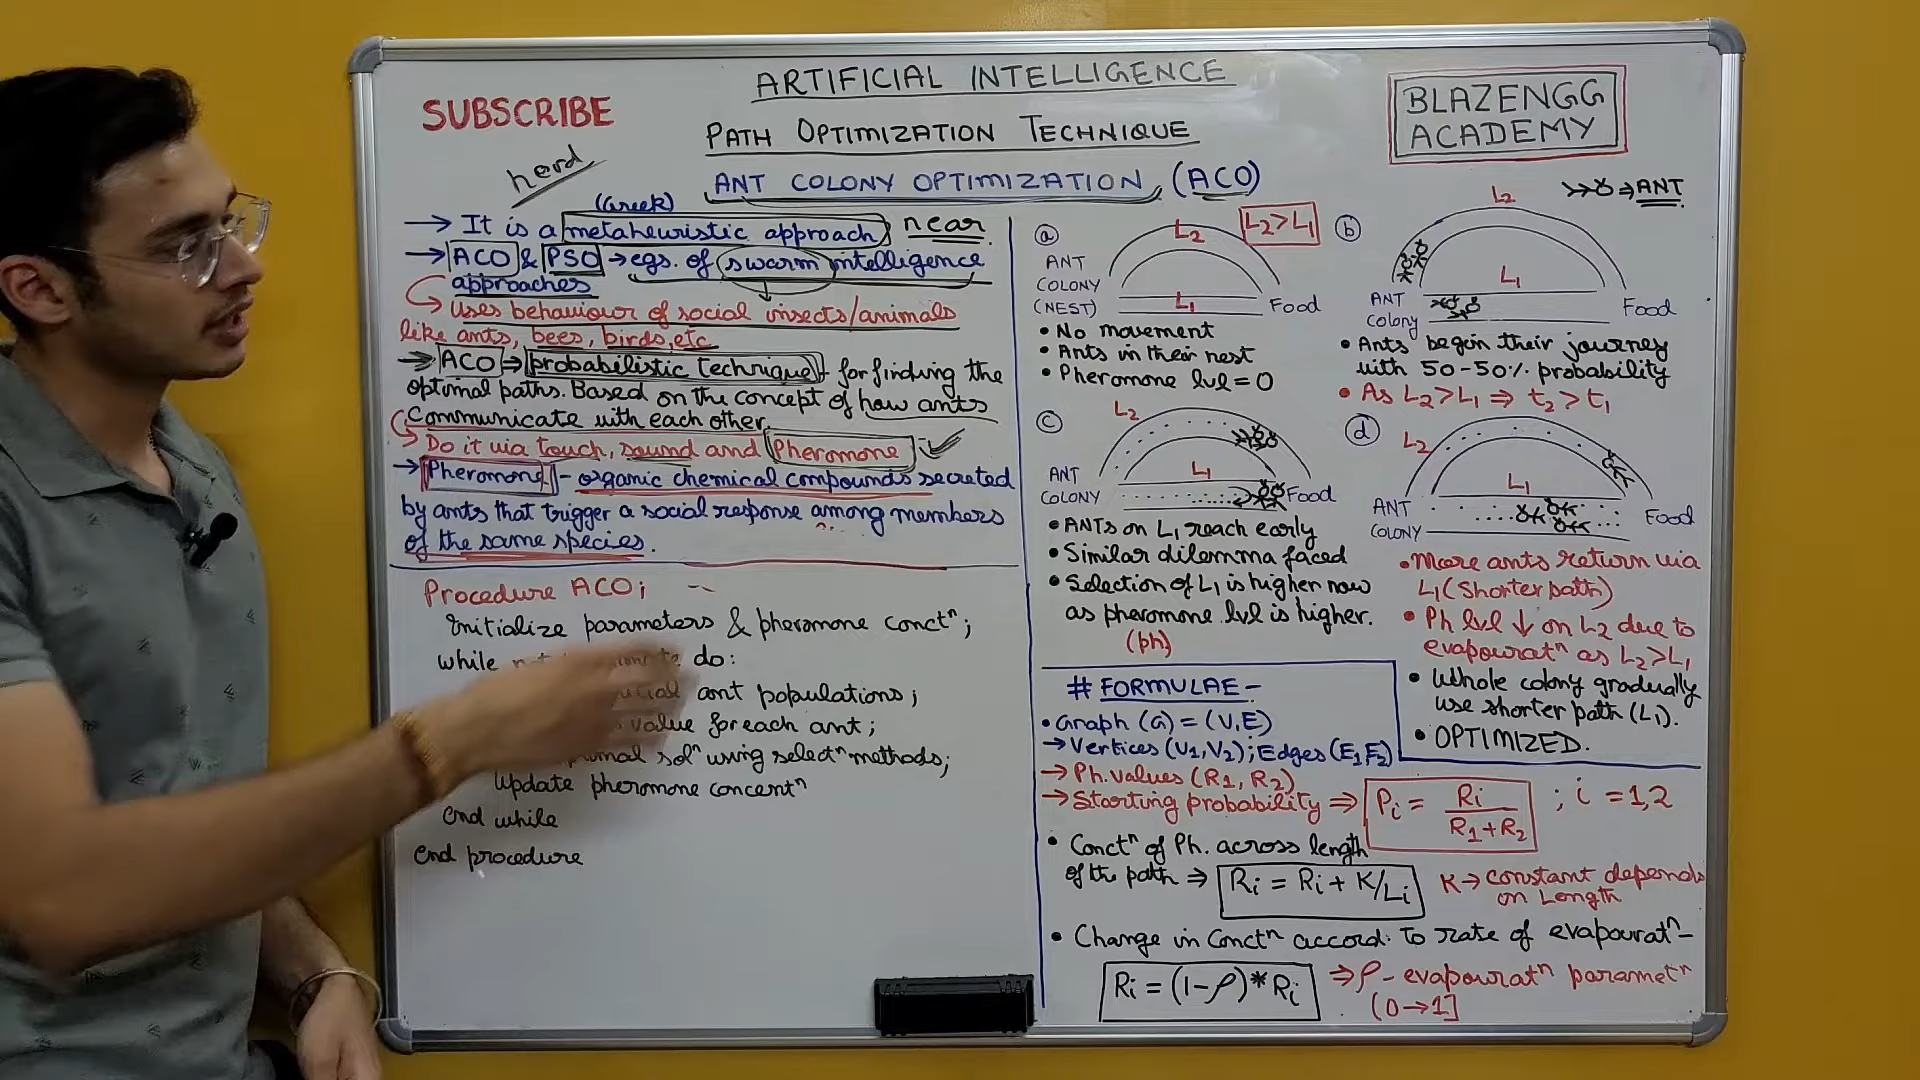 ARTIFICIAL INTELLIGENCE
SUBSCRIBE
BLAZENGG
ACADEMY
PATH OPTIMIZATION TECHNIQUE
ANT COLONY OPTIMIZATION (ACO)
(Greek)
→ It is a metaheuristic approach near
→ ACO & PSO → egs. of swarm intelligence
approaches
Uses behaviour of social insects/animals
like ants, bees, birds, etc
→ ACO ⇒ probabilistic technique for finding the
optimal paths. Based on the concept of how ants
communicate with each other.
Do it via touch, sound and Pheromone
→ Pheromone - organic chemical compounds secreted
by ants that trigger a social response among members
of the same species.
Procedure ACO;
Initialize parameters & pheromone conctⁿ;
while do:
ant populations;
value for each ant;
solⁿ using selectⁿ methods;
Update pheromone concentⁿ
end while
end procedure
ⓐ
L2
L2>L1
ANT
COLONY
(NEST)
L1
Food
• No movement
• Ants in their nest
• Pheromone lvl = 0
ⓑ
L2
⇒ ANT
L1
ANT
Colony
Food
• Ants begin their journey
with 50-50% probability
• As L2>L1 ⇒ t2>t1
ⓒ
L2
L1
ANT
COLONY
Food
• ANTs on L1 reach early
• Similar dilemma faced
• Selection of L1 is higher now
as pheromone lvl is higher.
(ph)
ⓓ
L2
L1
ANT
COLONY
Food
• More ants return via
L1 (Shorter path)
• Ph lvl ↓ on L2 due to
evapouratⁿ as L2>L1
• Whole colony gradually
use shorter path (L1).
• OPTIMIZED.
# FORMULAE -
• Graph (G) = (V,E)
→ Vertices (V1,V2); Edges (E1,E2)
→ Ph. values (R1, R2)
→ Starting probability ⇒ Pi = Ri / R1+R2 ; i = 1,2
• Conctⁿ of Ph. across length
of the path ⇒ Ri = Ri + K/Li K → constant depends
on Length
• Change in Conctⁿ accord. to rate of evapouratⁿ -
Ri = (1-ρ)*Ri ⇒ ρ - evapouratⁿ parametⁿ
(0→1]